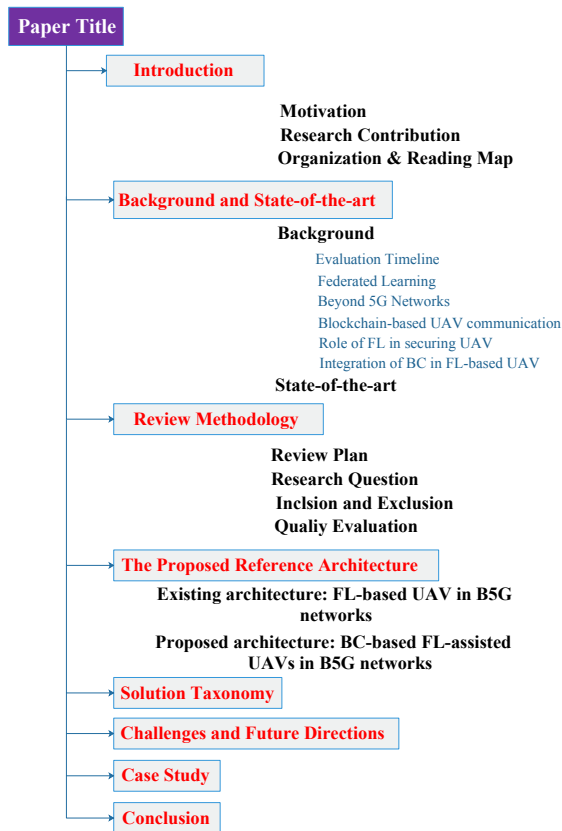 Paper Title
Introduction
Motivation
Research Contribution
Organization & Reading Map
Background and State-of-the-art
Background
Evaluation Timeline
Federated Learning
Beyond 5G Networks
Blockchain-based UAV communication
Role of FL in securing UAV
Integration of BC in FL-based UAV
State-of-the-art
Review Methodology
Review Plan
Research Question
Inclsion and Exclusion
Qualiy Evaluation
The Proposed Reference Architecture
Existing architecture: FL-based UAV in B5G
networks
Proposed architecture: BC-based FL-assisted
UAVs in B5G networks
Solution Taxonomy
Challenges and Future Directions
Case Study
Conclusion